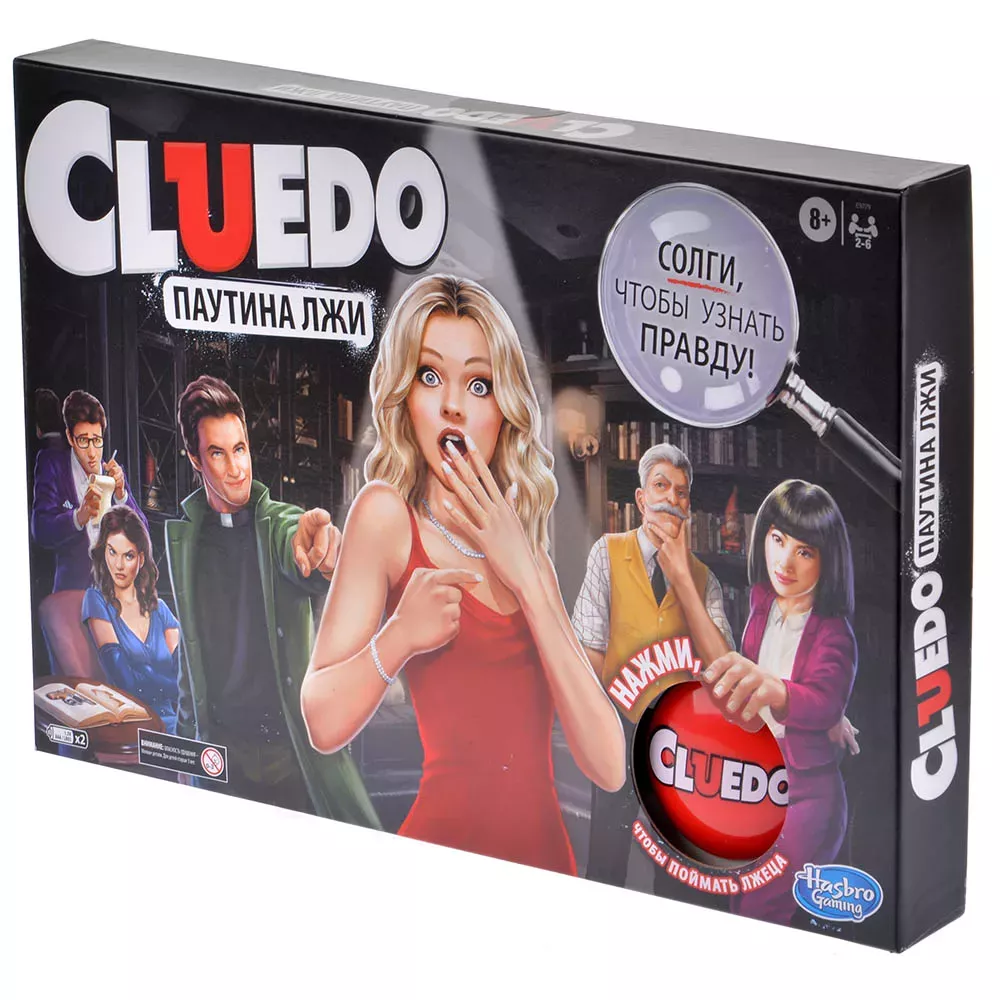 CLUEDO
CLUEDO
ПАУТИНА ЛЖИ
8+
2-6
СОЛГИ,
ЧТОБЫ УЗНАТЬ
ПРАВДУ!
НАЖМИ,
CLUEDO
ЧТОБЫ ПОЙМАТЬ ЛЖЕЦА
x2
ВНИМАНИЕ:
Hasbro
Gaming
CLUEDO ПАУТИНА ЛЖИ